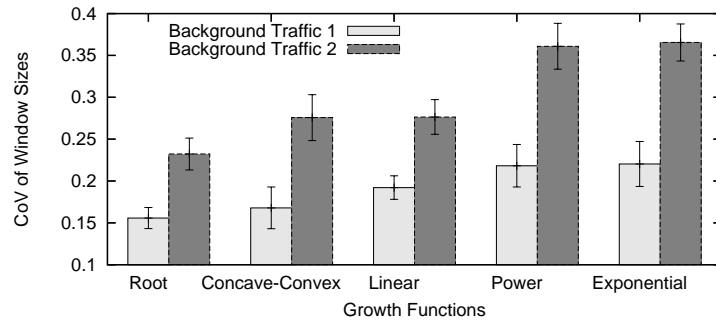 CoV of Window Sizes
0.4
0.35
0.3
0.25
0.2
0.15
0.1
Background Traffic 1
Background Traffic 2
Root Concave-Convex Linear Power Exponential
Growth Functions